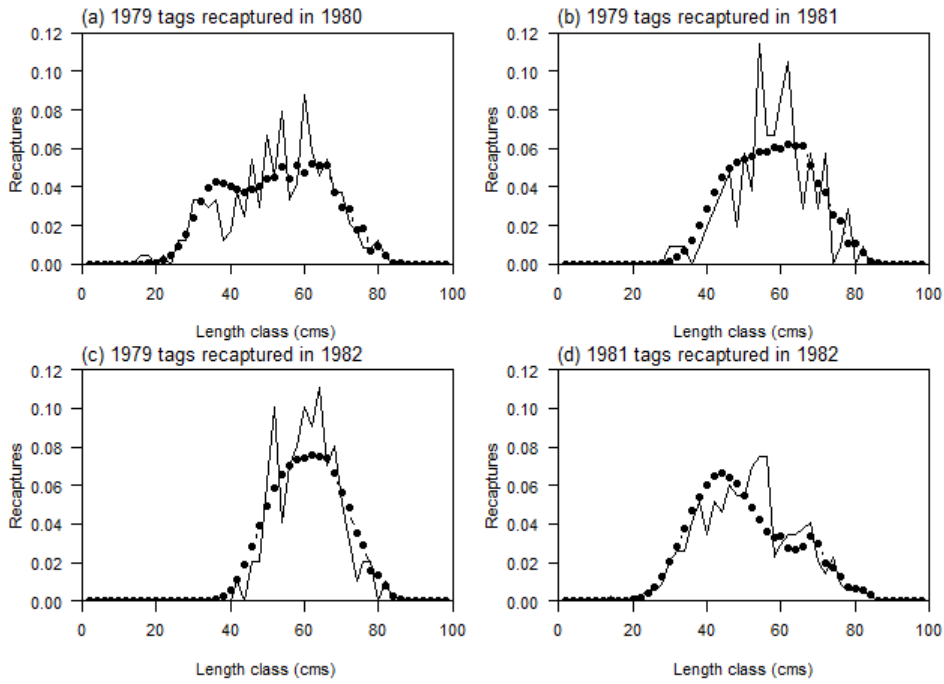 (a) 1979 tags recaptured in 1980
0.12
0.10
0.08
0.06
0.04
0.02
0.00
Recaptures
0 20 40 60 80 100
Length class (cms)
(b) 1979 tags recaptured in 1981
0.12
0.10
0.08
0.06
0.04
0.02
0.00
Recaptures
0 20 40 60 80 100
Length class (cms)
(c) 1979 tags recaptured in 1982
0.12
0.10
0.08
0.06
0.04
0.02
0.00
Recaptures
0 20 40 60 80 100
Length class (cms)
(d) 1981 tags recaptured in 1982
0.12
0.10
0.08
0.06
0.04
0.02
0.00
Recaptures
0 20 40 60 80 100
Length class (cms)